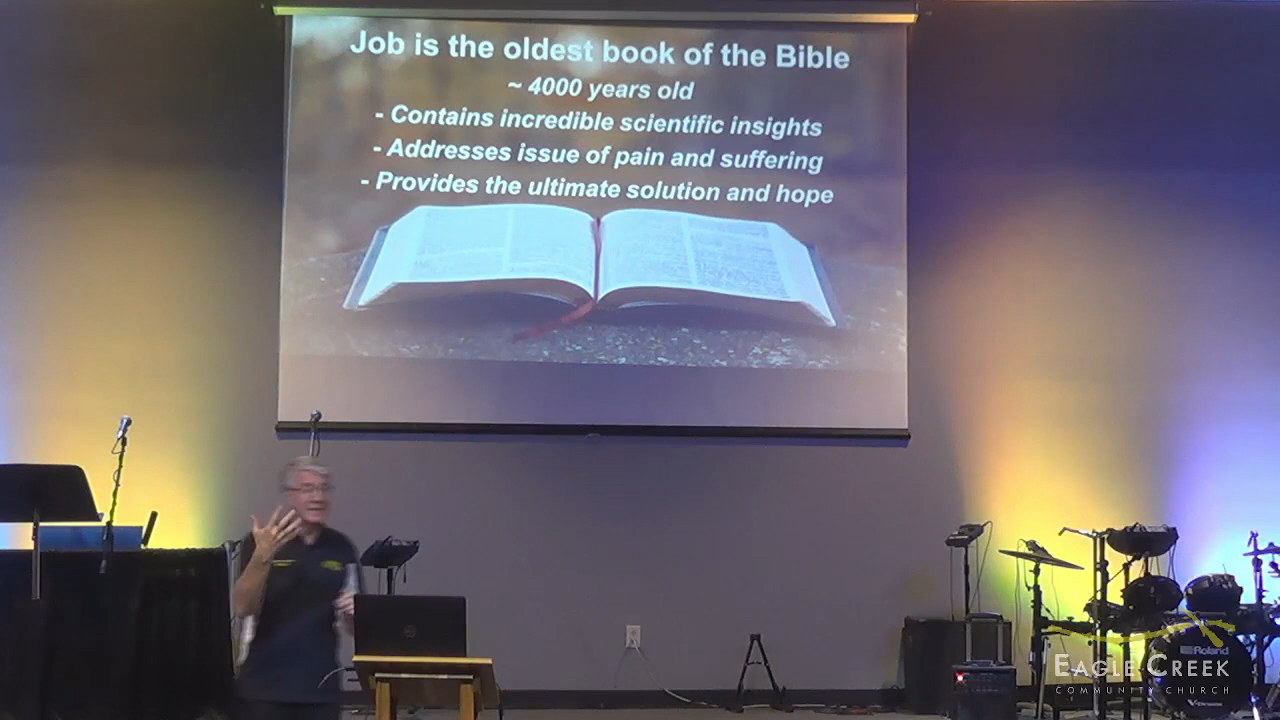 Job is the oldest book of the Bible
~ 4000 years old
- Contains incredible scientific insights
- Addresses issue of pain and suffering
- Provides the ultimate solution and hope
Roland
EAGLE CREEK
COMMUNITY CHURCH